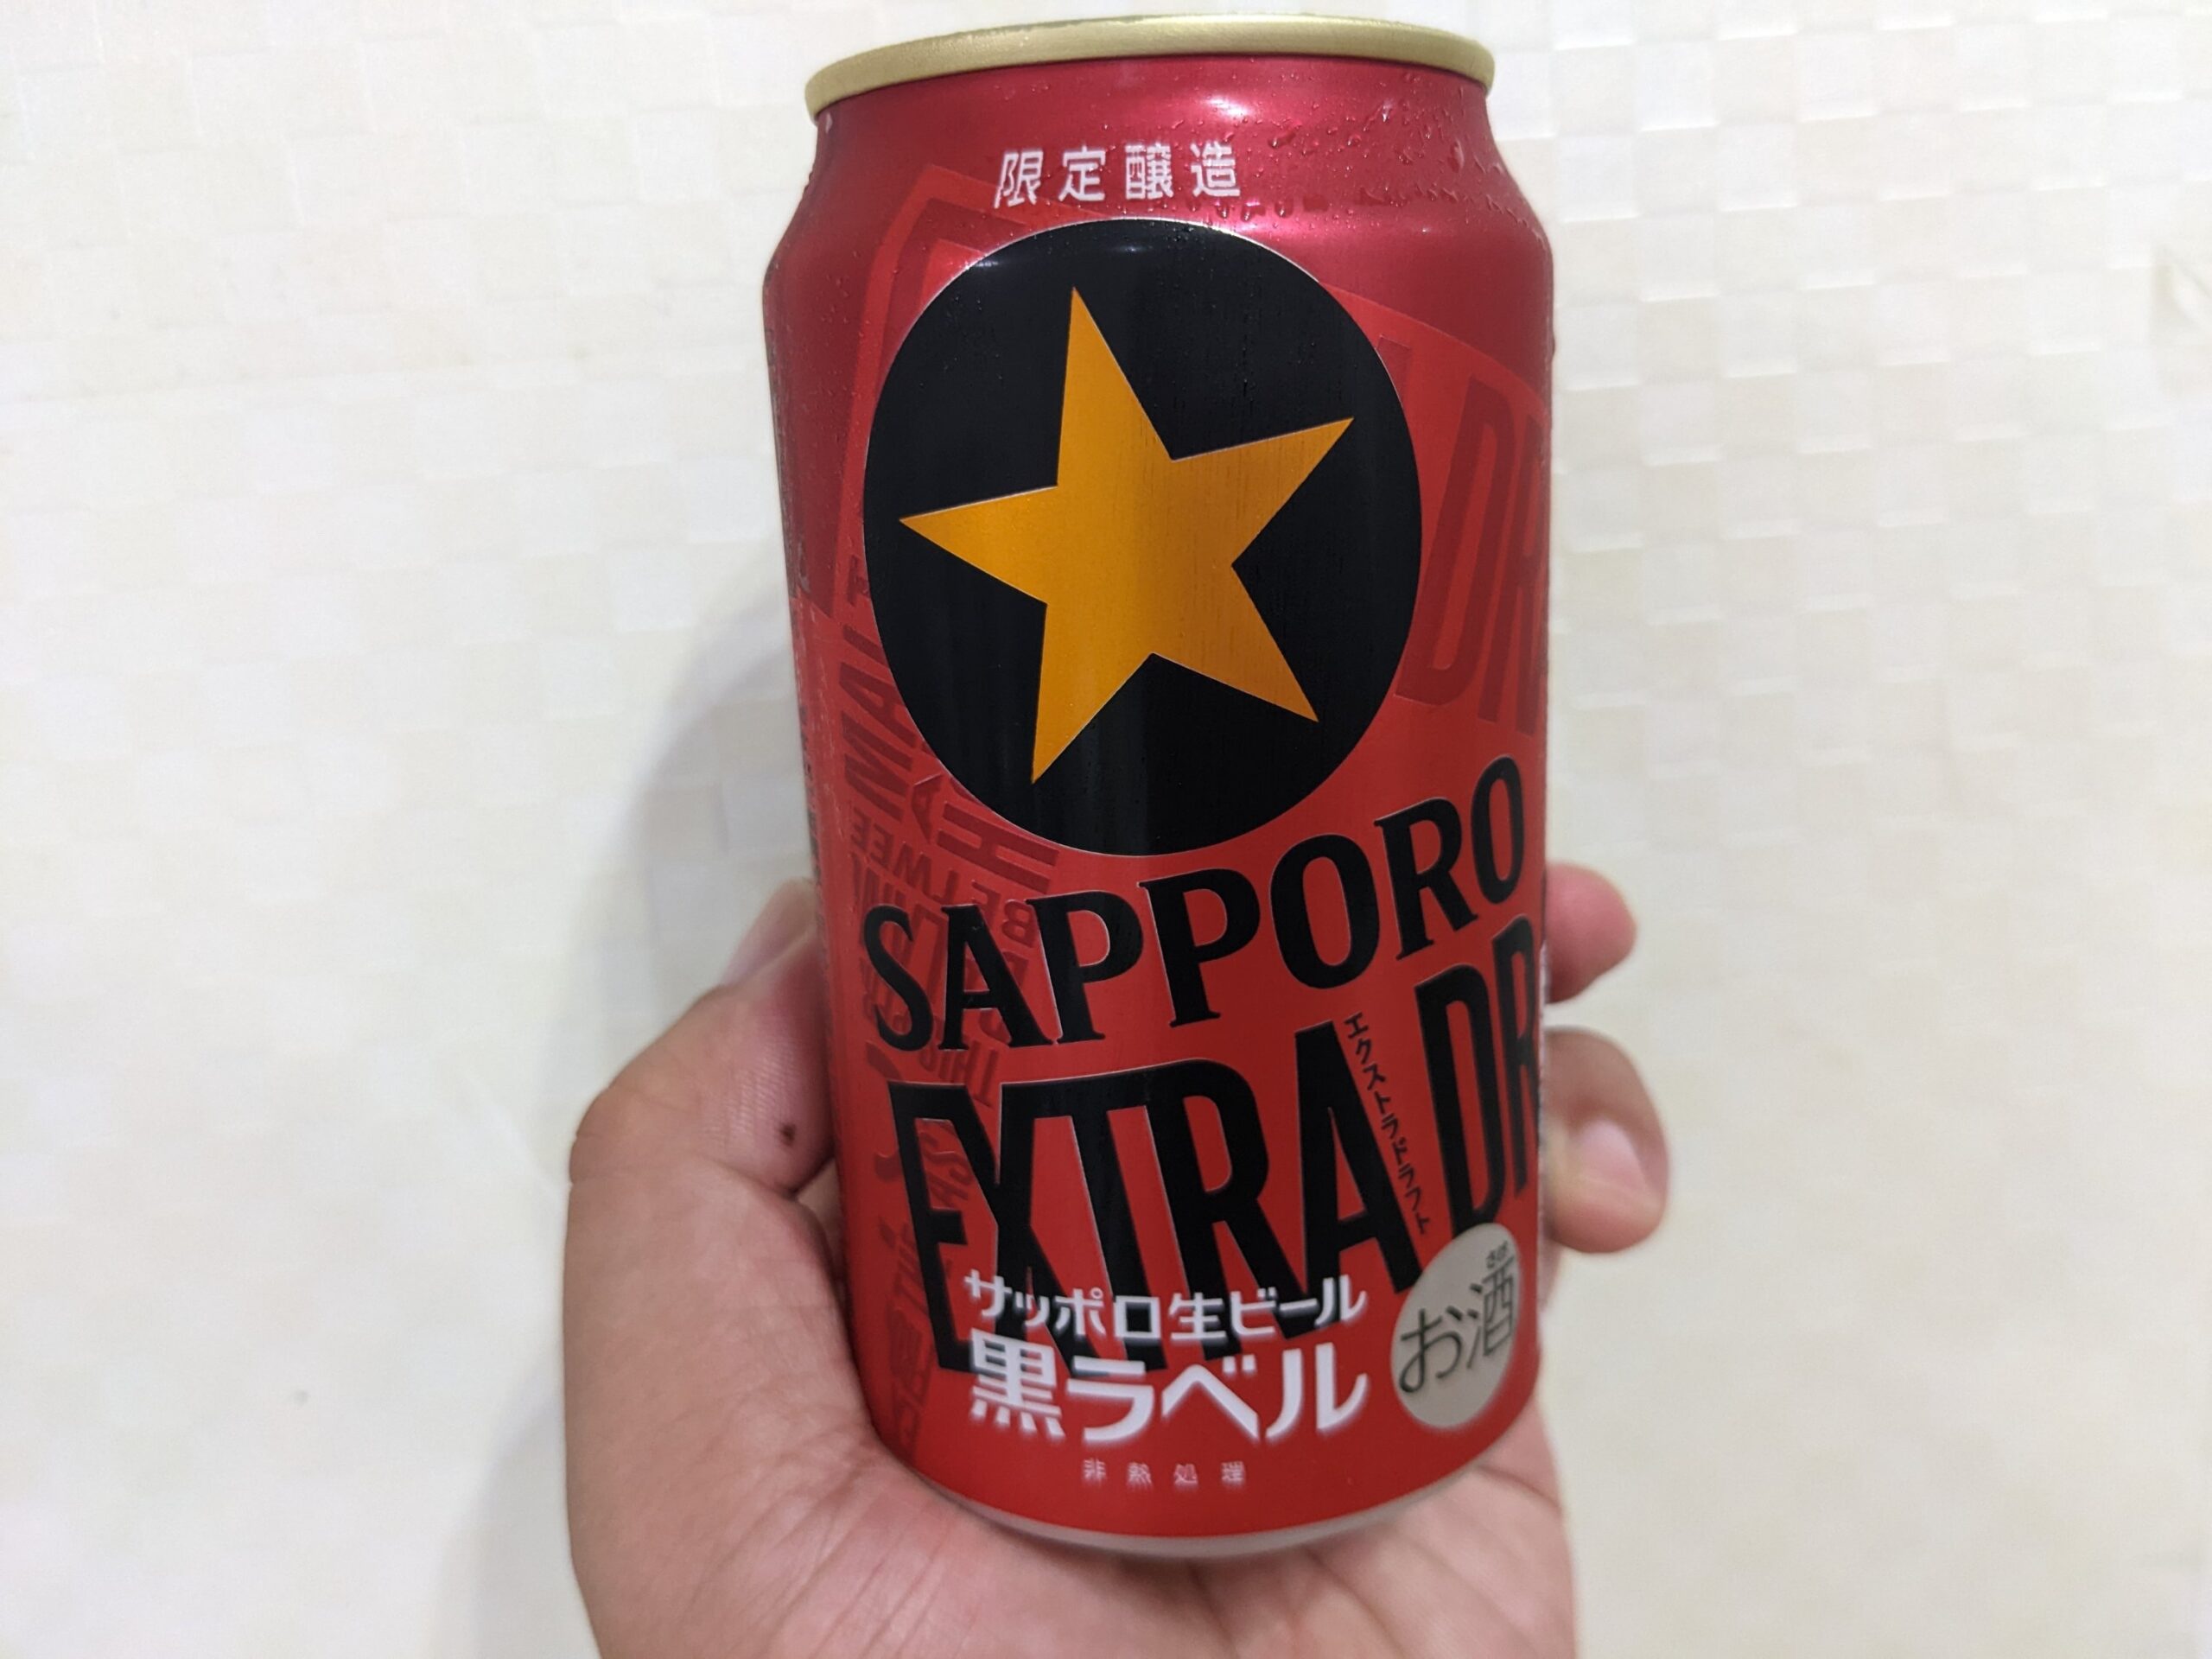 限定醸造
SAPPORO
EXTRA DR
エクストラドラフト
サッポロ生ビール
黒ラベル
非熱処理
お酒